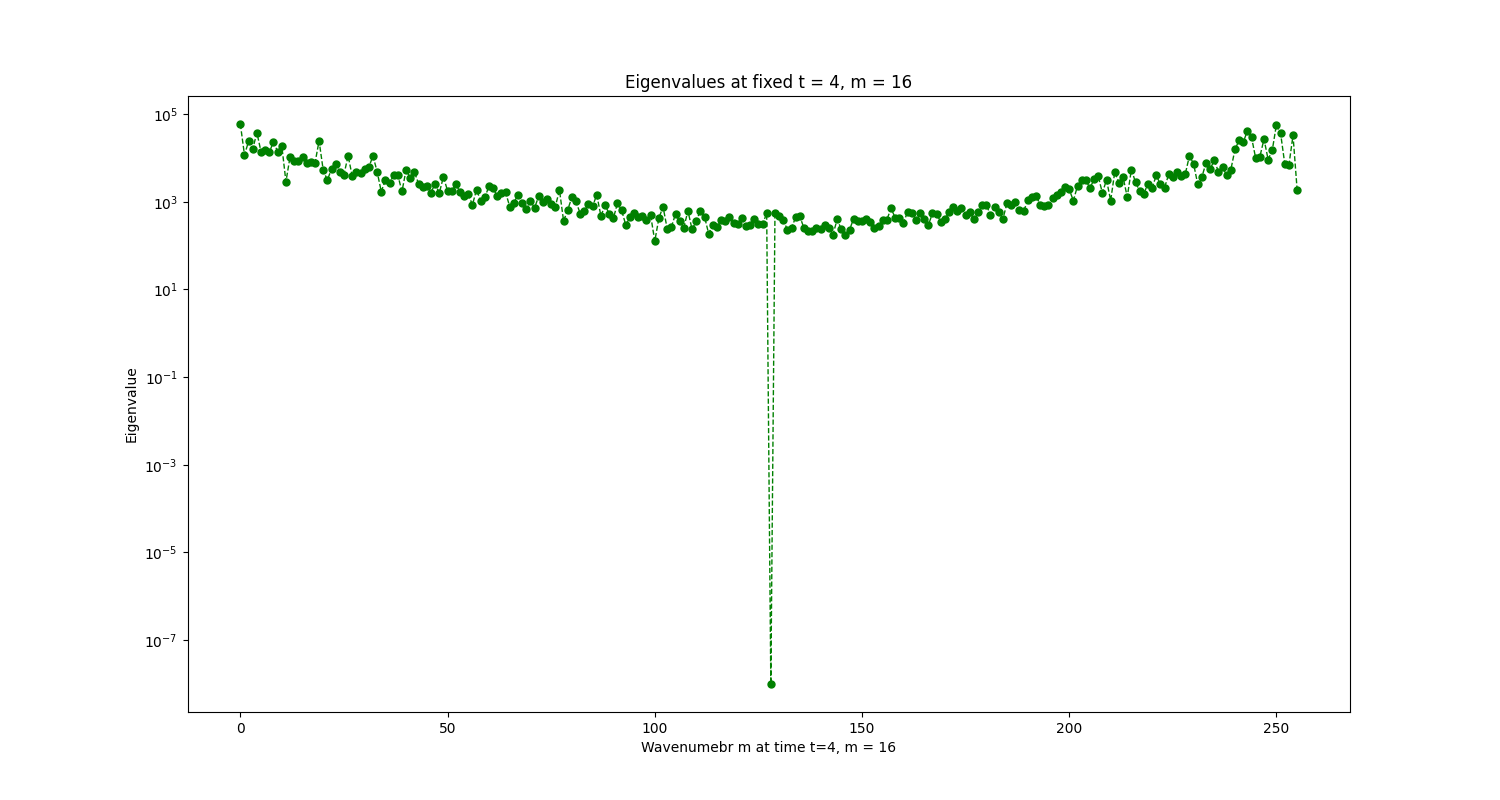 Eigenvalues at fixed t = 4, m = 16
10^5
10^3
10^1
10^-1
10^-3
10^-5
10^-7
Eigenvalue
0 50 100 150 200 250
Wavenumebr m at time t=4, m = 16